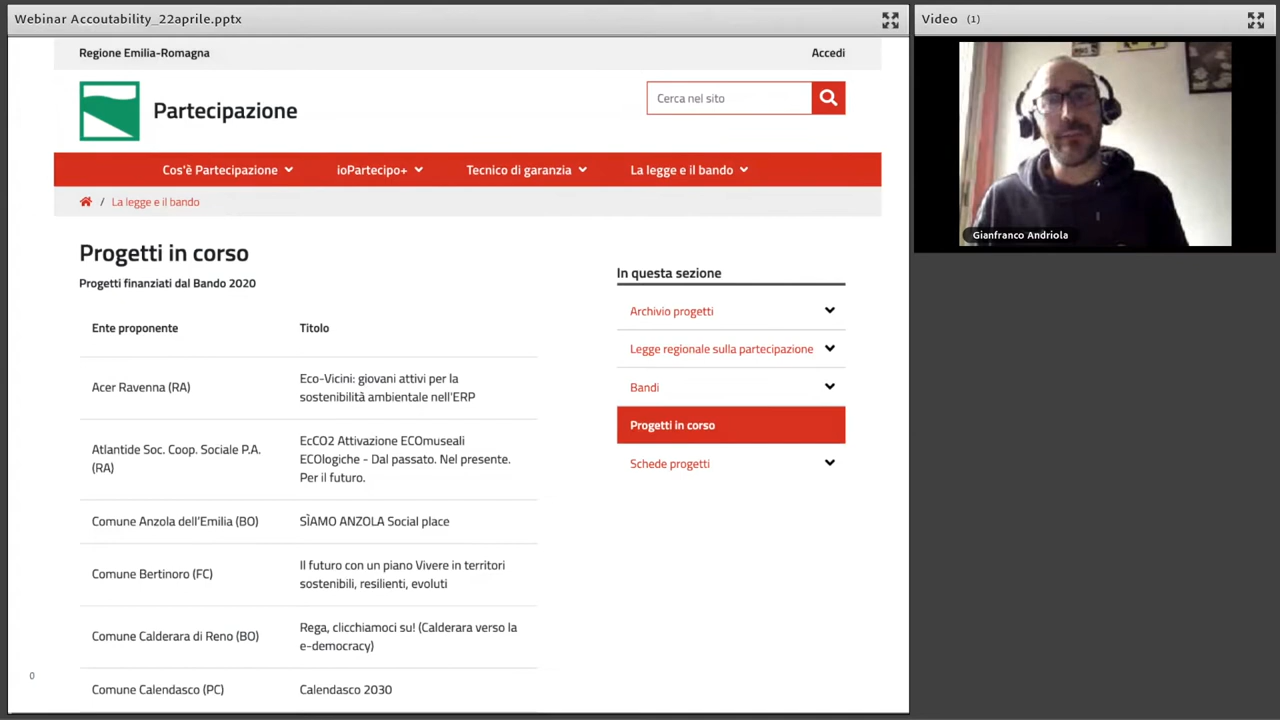 Webinar Accoutability_22aprile.pptx
Video (1)
Regione Emilia-Romagna
Accedi
Partecipazione
Cerca nel sito
Cos'è Partecipazione
ioPartecipo+
Tecnico di garanzia
La legge e il bando
/ La legge e il bando
Progetti in corso
Progetti finanziati dal Bando 2020
Ente proponente
Titolo
Acer Ravenna (RA)
Eco-Vicini: giovani attivi per la
sostenibilità ambientale nell'ERP
Atlantide Soc. Coop. Sociale P.A.
(RA)
EcCO2 Attivazione ECOmuseali
ECOlogiche - Dal passato. Nel presente.
Per il futuro.
Comune Anzola dell'Emilia (BO)
SÌAMO ANZOLA Social place
Comune Bertinoro (FC)
Il futuro con un piano Vivere in territori
sostenibili, resilienti, evoluti
Comune Calderara di Reno (BO)
Rega, clicchiamoci su! (Calderara verso la
e-democracy)
Comune Calendasco (PC)
Calendasco 2030
In questa sezione
Archivio progetti
Legge regionale sulla partecipazione
Bandi
Progetti in corso
Schede progetti
0
Gianfranco Andriola